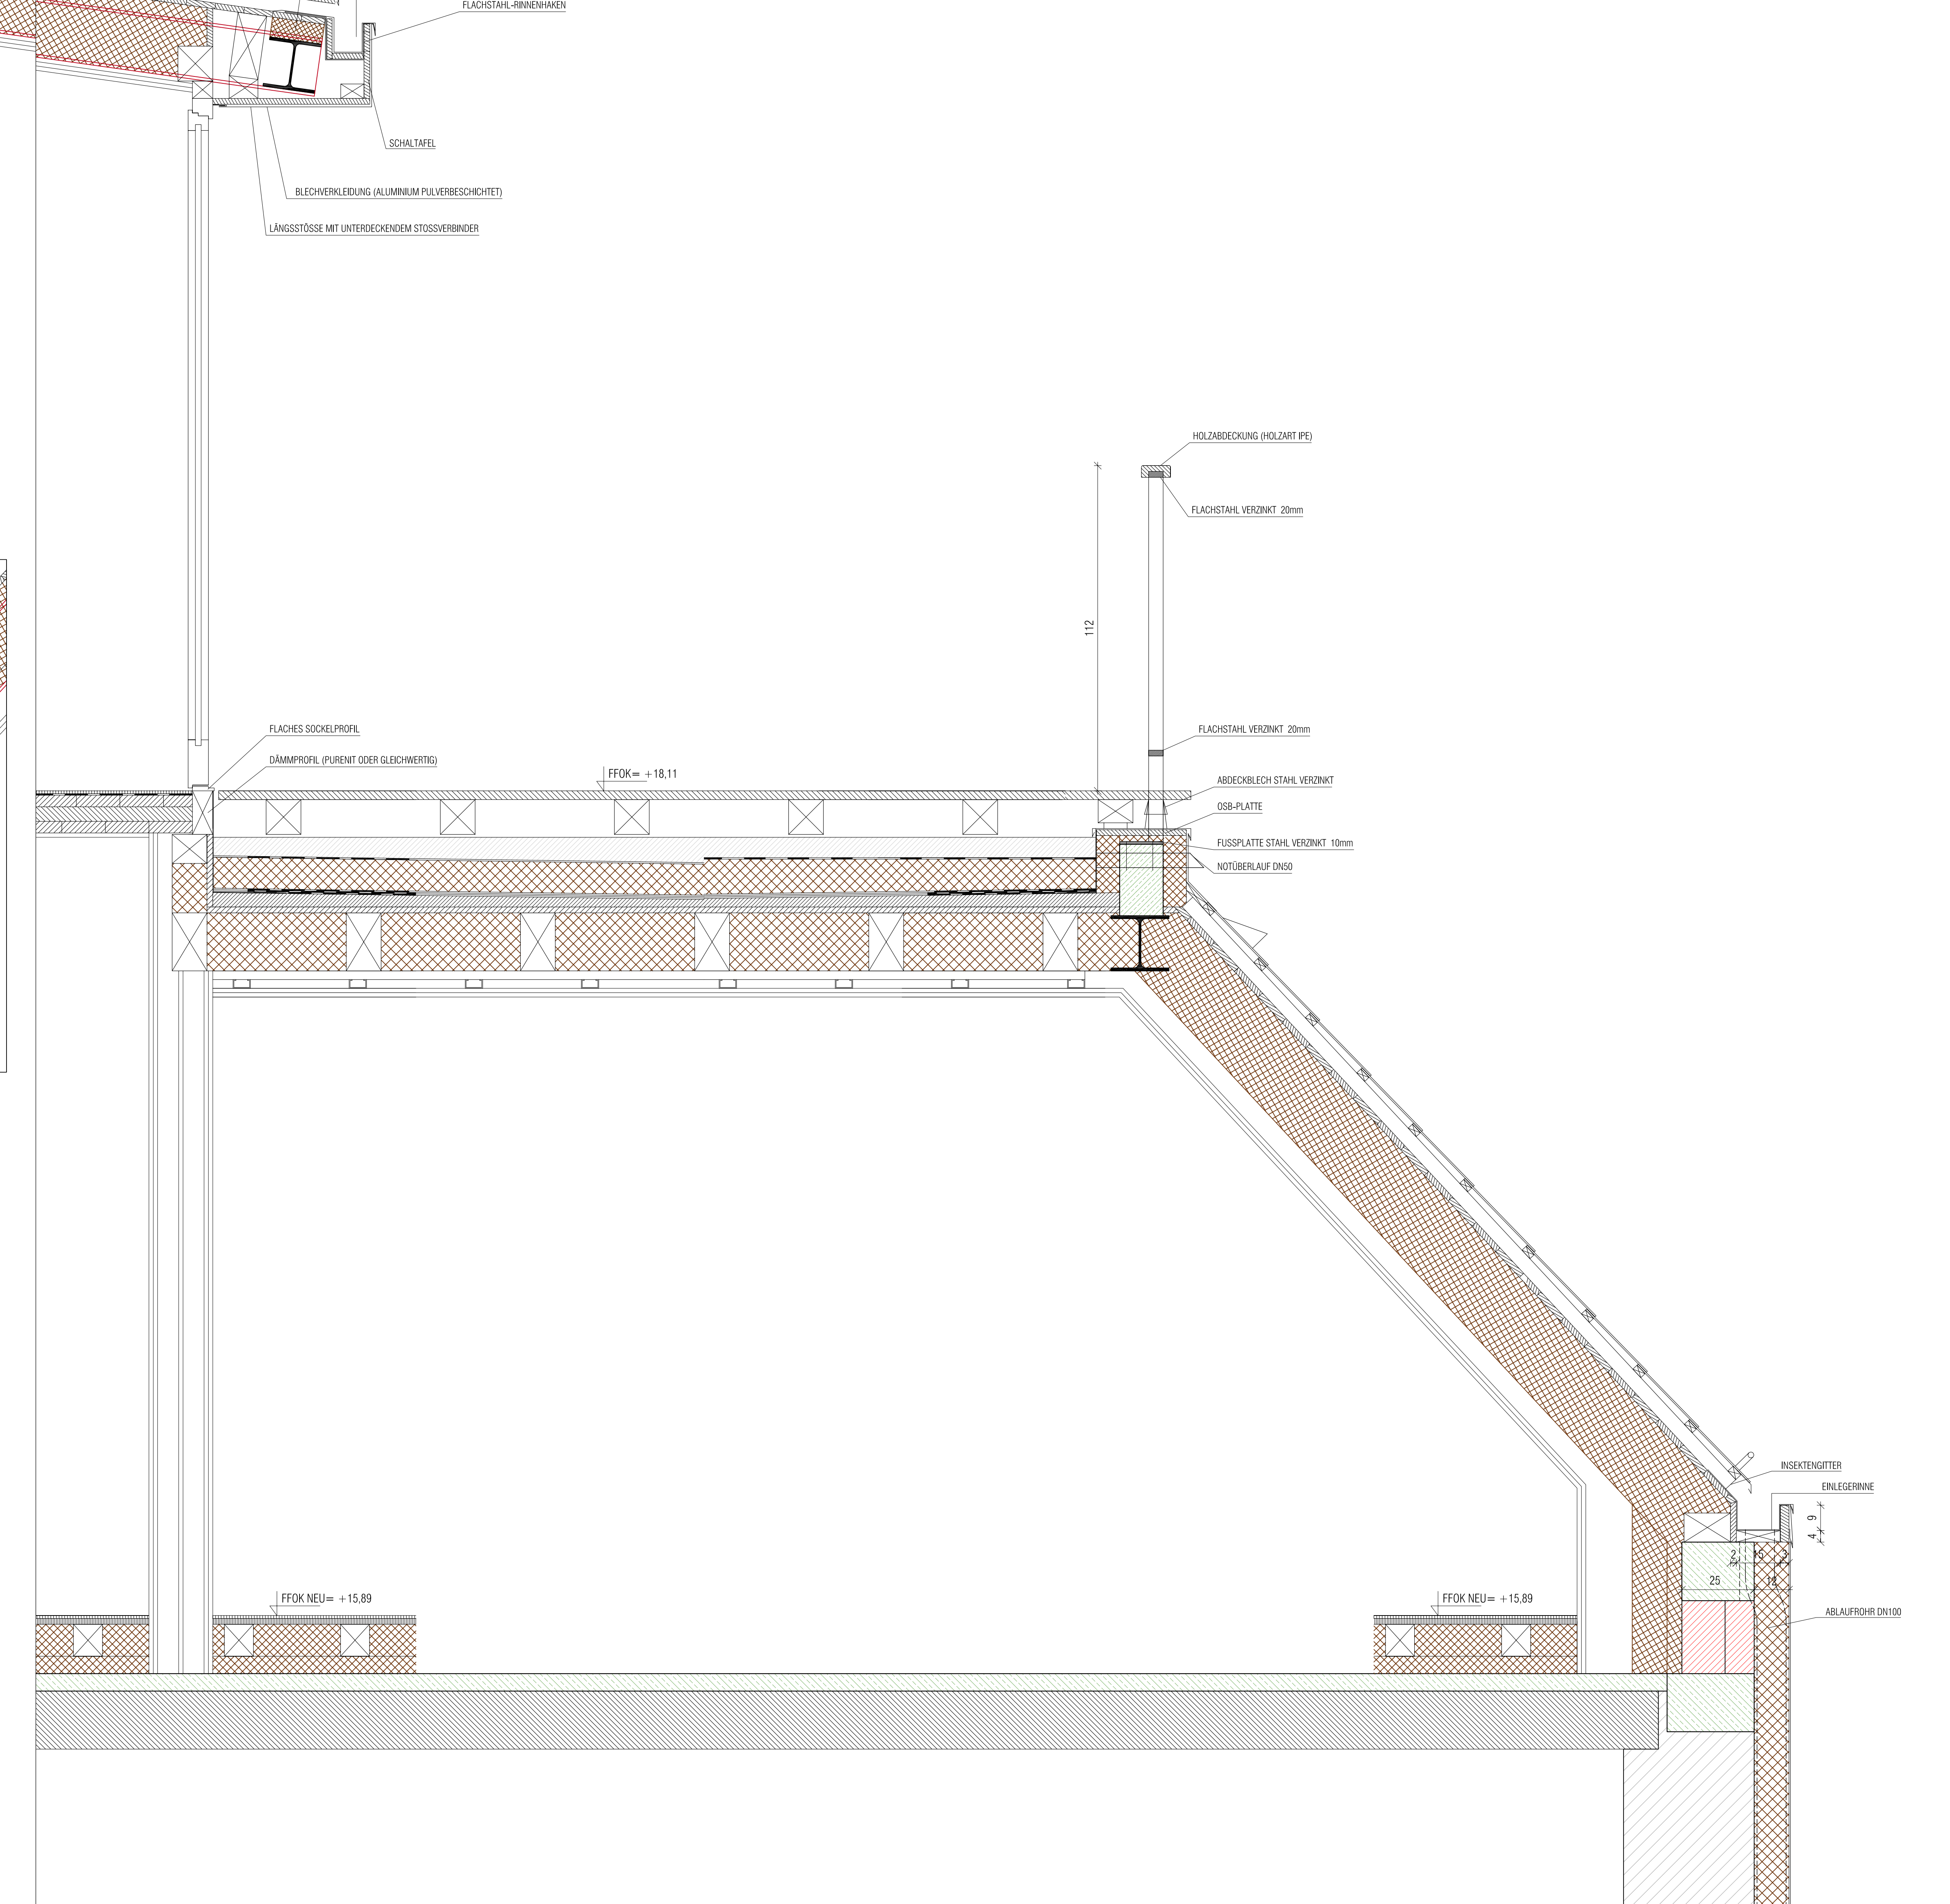 FLACHSTAHL-RINNENHAKEN
SCHALTAFEL
BLECHVERKLEIDUNG (ALUMINIUM PULVERBESCHICHTET)
LÄNGSSTÖSSE MIT UNTERDECKENDEM STOSSVERBINDER
HOLZABDECKUNG (HOLZART IPE)
FLACHSTAHL VERZINKT 20mm
112
FLACHES SOCKELPROFIL
FLACHSTAHL VERZINKT 20mm
DÄMMPROFIL (PURENIT ODER GLEICHWERTIG)
FFOK= +18,11
ABDECKBLECH STAHL VERZINKT
OSB-PLATTE
FUSSPLATTE STAHL VERZINKT 10mm
NOTÜBERLAUF DN50
INSEKTENGITTER
EINLEGERINNE
9
4
2 15 3
25 12
FFOK NEU= +15,89
FFOK NEU= +15,89
ABLAUFROHR DN100